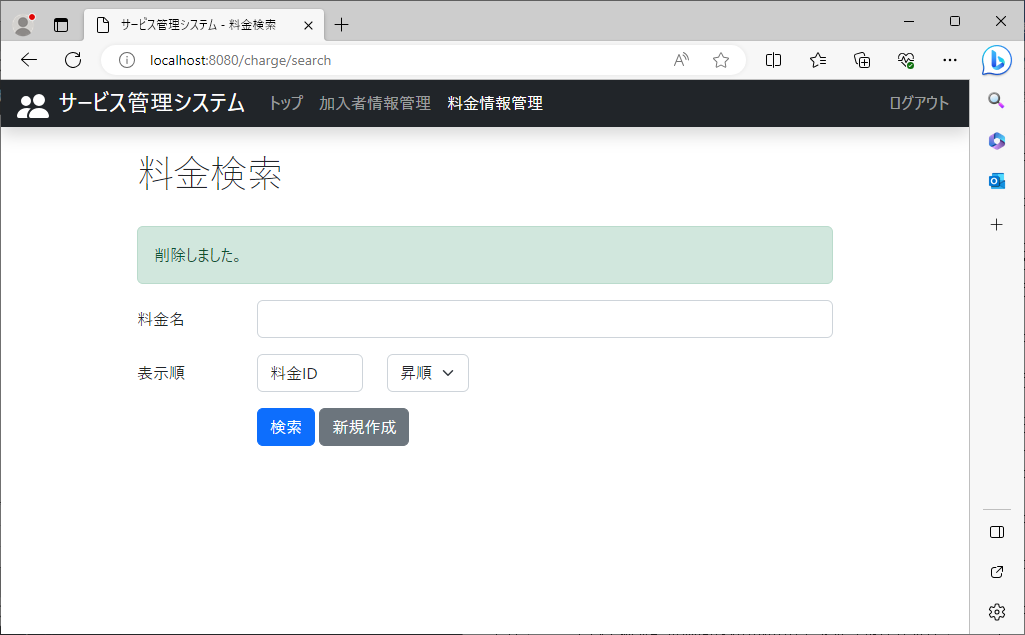 サービス管理システム - 料金検索
localhost:8080/charge/search
サービス管理システム トップ 加入者情報管理 料金情報管理 ログアウト
料金検索
削除しました。
料金名
表示順 料金ID 昇順
検索 新規作成